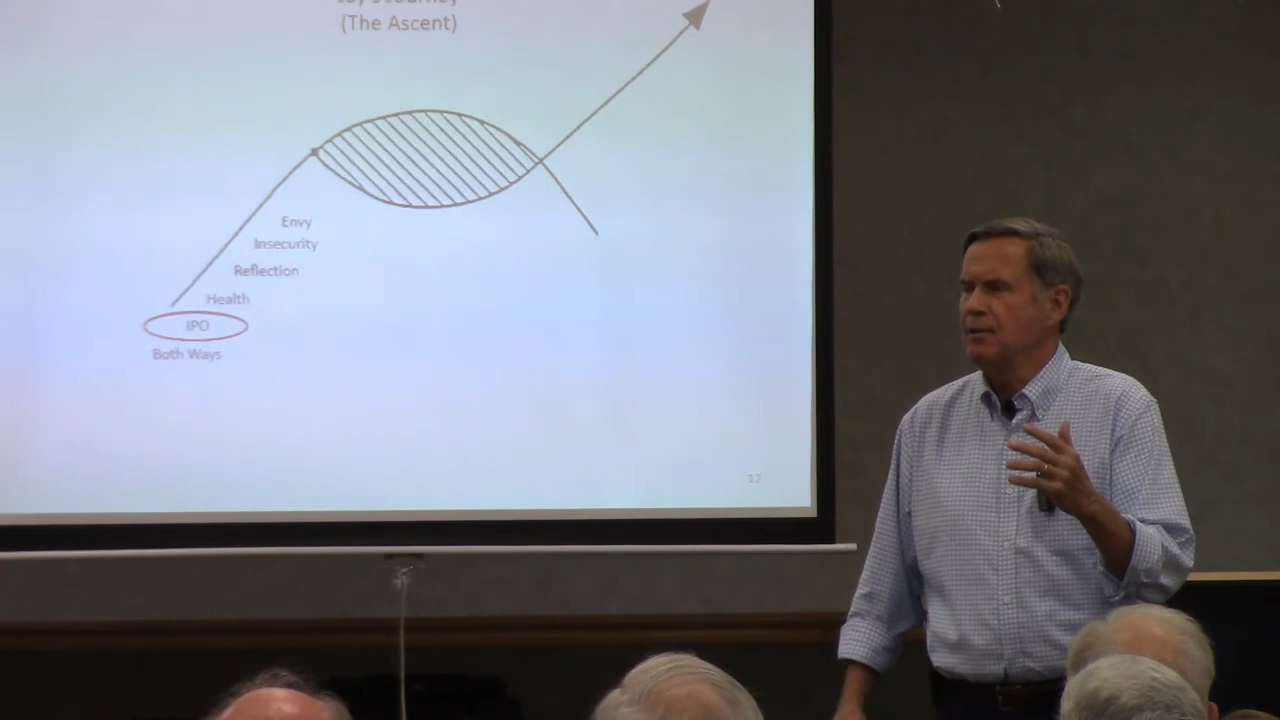 (The Ascent)
Envy
Insecurity
Reflection
Health
IPO
Both Ways
12